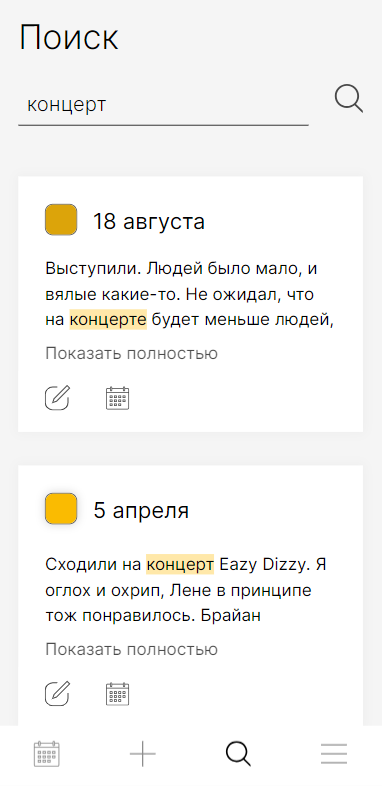 Поиск
концерт
18 августа
Выступили. Людей было мало, и
вялые какие-то. Не ожидал, что
на концерте будет меньше людей,
Показать полностью
5 апреля
Сходили на концерт Eazy Dizzy. Я
оглох и охрип, Лене в принципе
тож понравилось. Брайан
Показать полностью